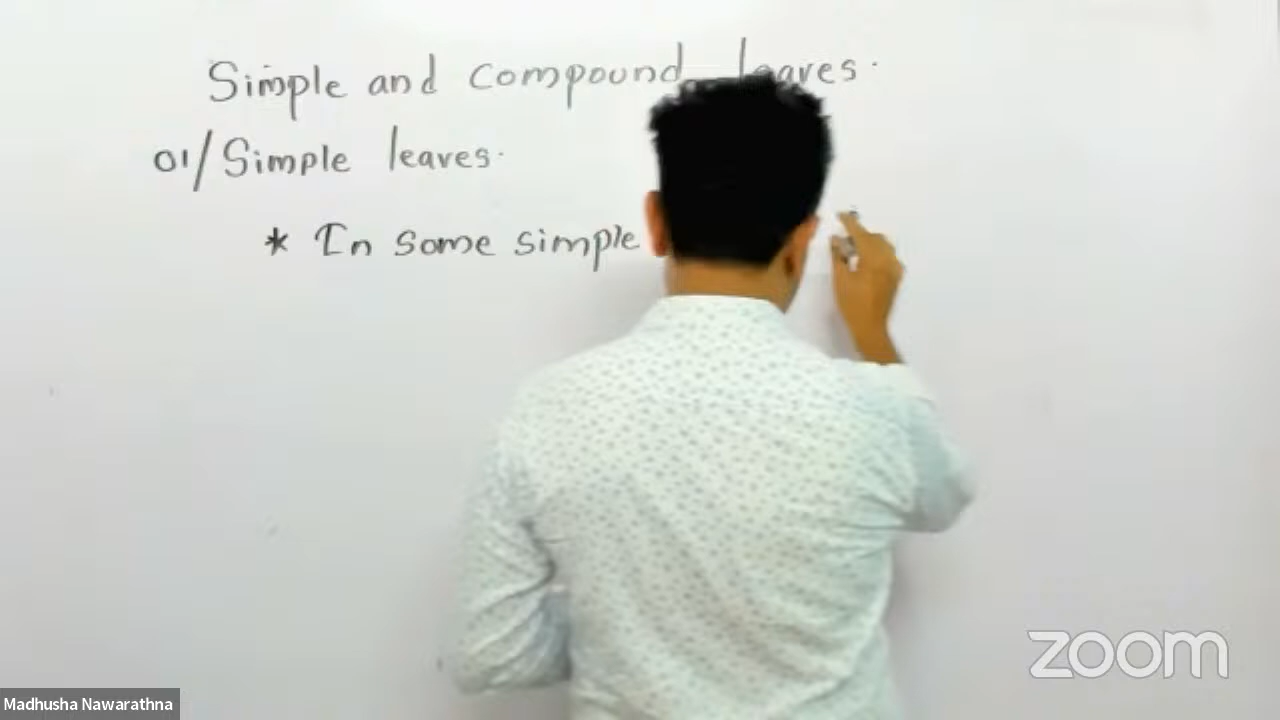 Simple and compound leaves.
01/ Simple leaves.
* In some simple
zoom
Madhusha Nawarathna